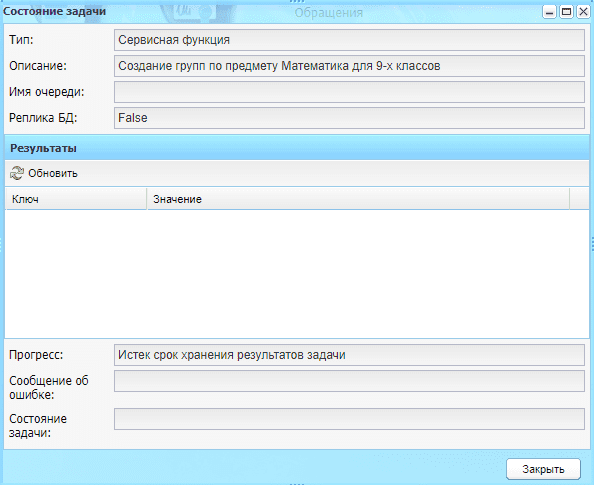 Состояние задачи
Обращения
Тип: Сервисная функция
Описание: Создание групп по предмету Математика для 9-х классов
Имя очереди:
Реплика БД: False
Результаты
Обновить
Ключ Значение
Прогресс: Истек срок хранения результатов задачи
Сообщение об
ошибке:
Состояние
задачи:
Закрыть